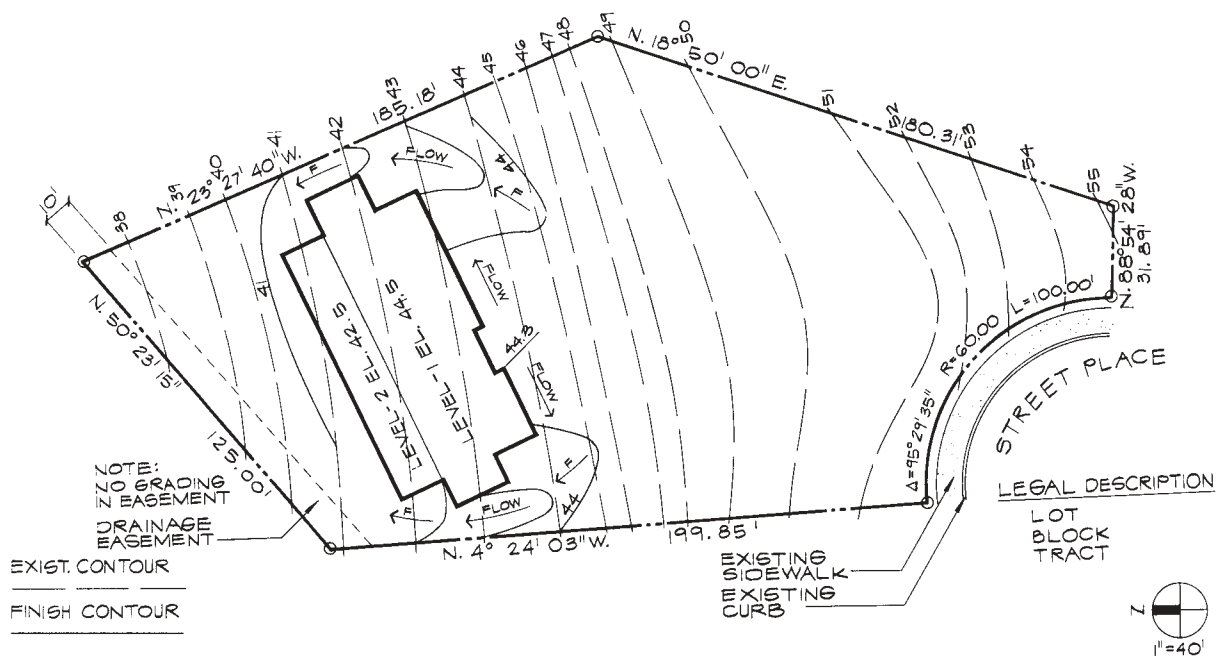 38
N. 39
23° 40
27' 40" W.
41
42
43
185.18'
44
45
46
47
48
49
N. 18° 50
50' 00" E.
51
52
180.31'
53
54
55
N. 88° 54' 28" W.
31.89'
10'
N. 50° 23' 15"
125.00'
41
F
FLOW
44
F
FLOW
44.3
FLOW
LEVEL-2 EL. 42.5
LEVEL-1 EL. 44.5
F
44
FLOW
F
N. 4° 24' 03" W.
199.85'
Δ=95° 29' 35"
R=60.00
L=100.00'
STREET PLACE
NOTE:
NO GRADING
IN EASEMENT
DRAINAGE
EASEMENT
EXIST. CONTOUR
FINISH CONTOUR
EXISTING
SIDEWALK
EXISTING
CURB
LEGAL DESCRIPTION
LOT
BLOCK
TRACT
N
1"=40'